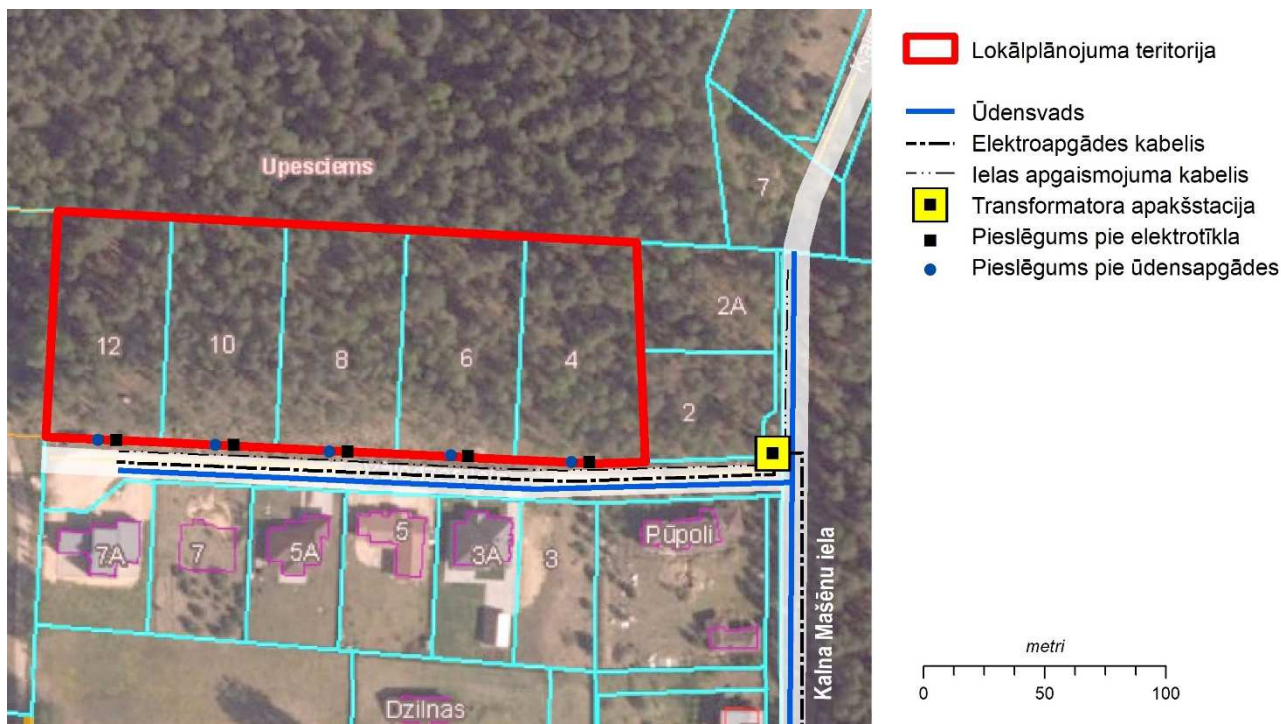 Upesciems
7
12
10
8
6
4
2A
2
7A
7
5A
5
3A
3
Pūpoli
Dzilnas
Kalna Mašēnu iela
Lokālplānojuma teritorija
Ūdensvads
Elektroapgādes kabelis
Ielas apgaismojuma kabelis
Transformatora apakšstacija
Pieslēgums pie elektrotīkla
Pieslēgums pie ūdensapgādes
metri
0 50 100